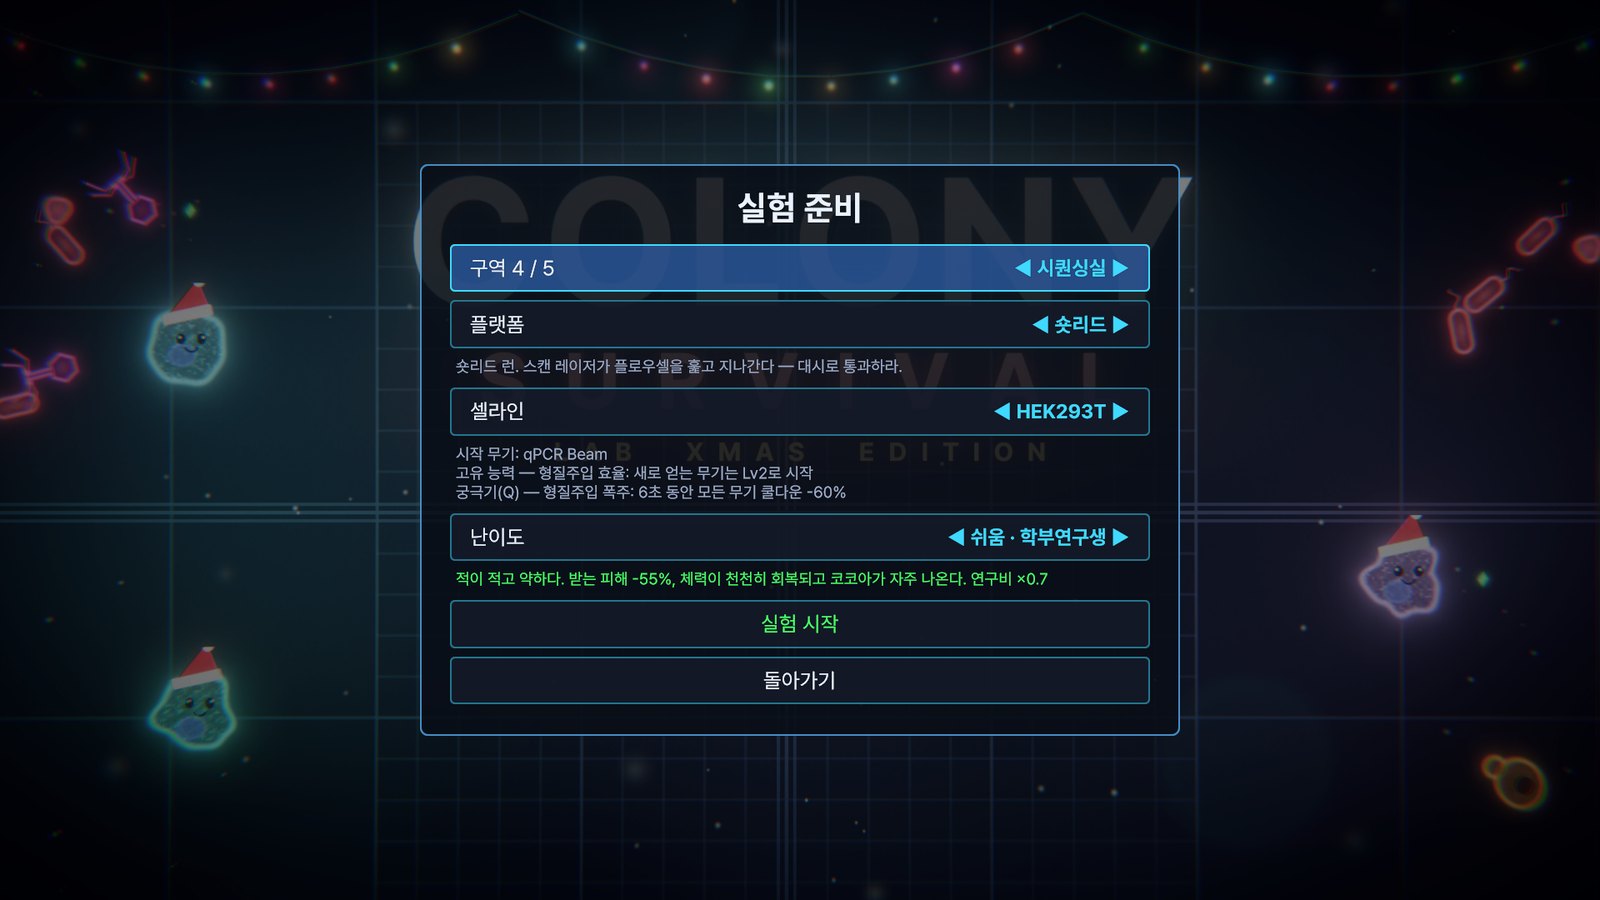 COLONY
SURVIVAL
LAB XMAS EDITION
실험 준비
구역 4 / 5 ◀ 시퀀싱실 ▶
플랫폼 ◀ 숏리드 ▶
숏리드 런. 스캔 레이저가 플로우셀을 훑고 지나간다 — 대시로 통과하라.
셀라인 ◀ HEK293T ▶
시작 무기: qPCR Beam
고유 능력 — 형질주입 효율: 새로 얻는 무기는 Lv2로 시작
궁극기(Q) — 형질주입 폭주: 6초 동안 모든 무기 쿨다운 -60%
난이도 ◀ 쉬움 · 학부연구생 ▶
적이 적고 약하다. 받는 피해 -55%, 체력이 천천히 회복되고 코코아가 자주 나온다. 연구비 ×0.7
실험 시작
돌아가기